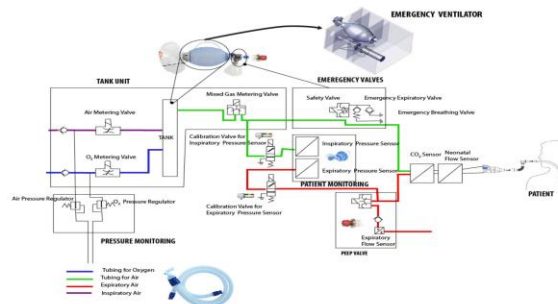 EMERGENCY VENTILATOR
TANK UNIT
EMEREGENCY VALVES
Mixed Gas Metering Valve
Safety Valve
Emergency Expiratory Valve
Air Metering Valve
Emergency Breathing Valve
TANK
Calibration Valve for
Inspiratory Pressure Sensor
Inspiratory Pressure Sensor
CO₂ Sensor
Neonatal
Flow Sensor
O₂ Metering Valve
Expiratory Pressure Sensor
PATIENT MONITORING
PATIENT
Air Pressure Regulator
O₂ Pressure Regulator
Calibration Valve for
Expiratory Pressure Sensor
PRESSURE MONITORING
Expiratory
Flow Sensor
PEEP VALVE
Tubing for Oxygen
Tubing for Air
Expiratory Air
Inspiratory Air